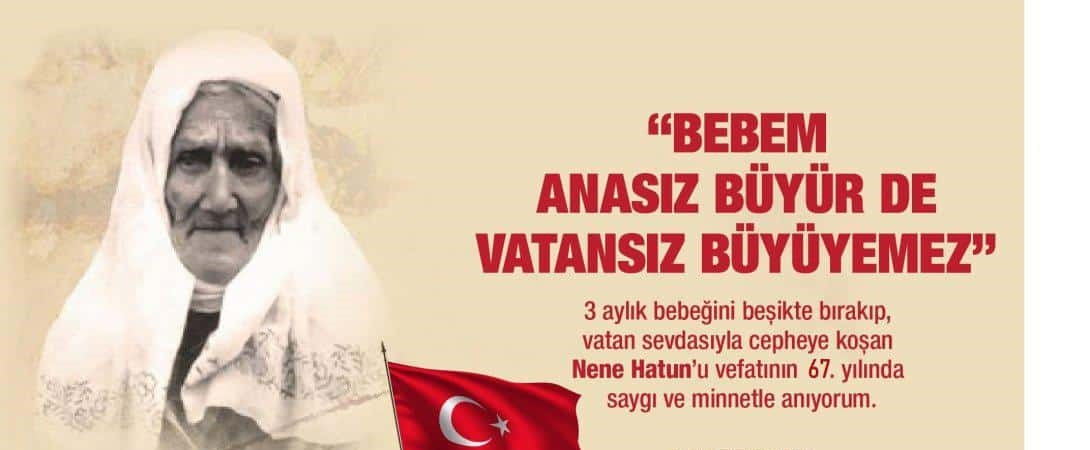 “BEBEM
ANASIZ BÜYÜR DE
VATANSIZ BÜYÜYEMEZ”
3 aylık bebeğini beşikte bırakıp,
vatan sevdasıyla cepheye koşan
Nene Hatun’u vefatının 67. yılında
saygı ve minnetle anıyorum.